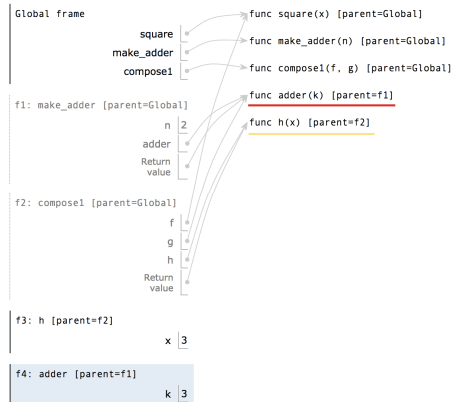 Global frame
square
make_adder
compose1
func square(x) [parent=Global]
func make_adder(n) [parent=Global]
func compose1(f, g) [parent=Global]
func adder(k) [parent=f1]
func h(x) [parent=f2]
f1: make_adder [parent=Global]
n 2
adder
Return
value
f2: compose1 [parent=Global]
f
g
h
Return
value
f3: h [parent=f2]
x 3
f4: adder [parent=f1]
k 3